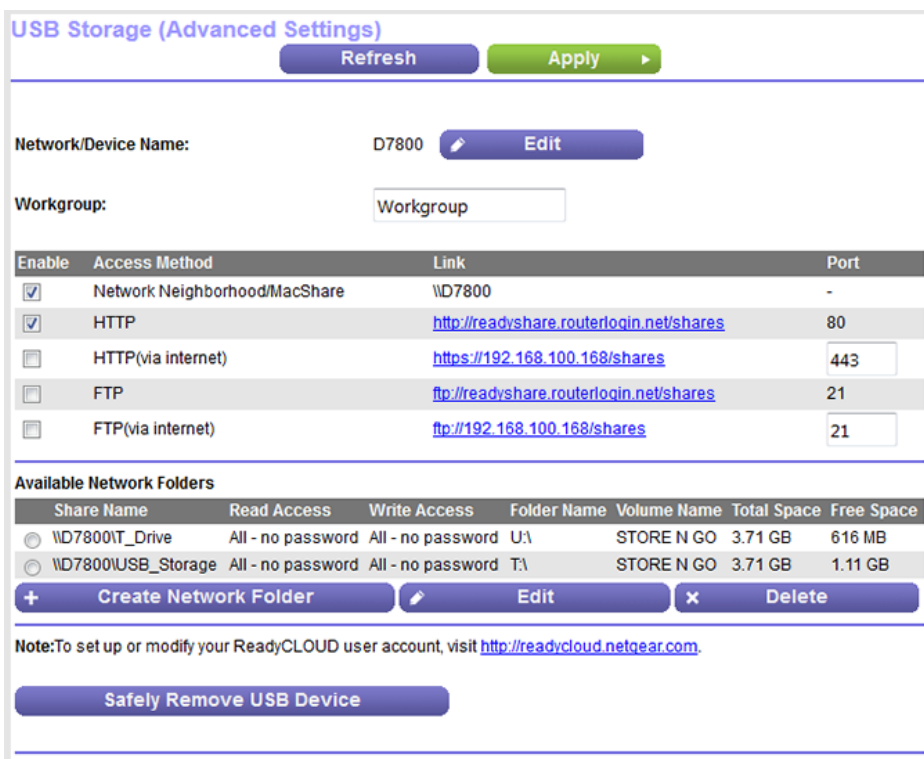 USB Storage (Advanced Settings)
Refresh Apply
Network/Device Name: D7800 Edit
Workgroup: Workgroup
Enable Access Method Link Port
Network Neighborhood/MacShare \\D7800 -
HTTP http://readyshare.routerlogin.net/shares 80
HTTP(via internet) https://192.168.100.168/shares 443
FTP ftp://readyshare.routerlogin.net/shares 21
FTP(via internet) ftp://192.168.100.168/shares 21
Available Network Folders
Share Name Read Access Write Access Folder Name Volume Name Total Space Free Space
\\D7800\T_Drive All - no password All - no password U:\ STORE N GO 3.71 GB 616 MB
\\D7800\USB_Storage All - no password All - no password T:\ STORE N GO 3.71 GB 1.11 GB
Create Network Folder Edit Delete
Note:To set up or modify your ReadyCLOUD user account, visit http://readycloud.netgear.com.
Safely Remove USB Device